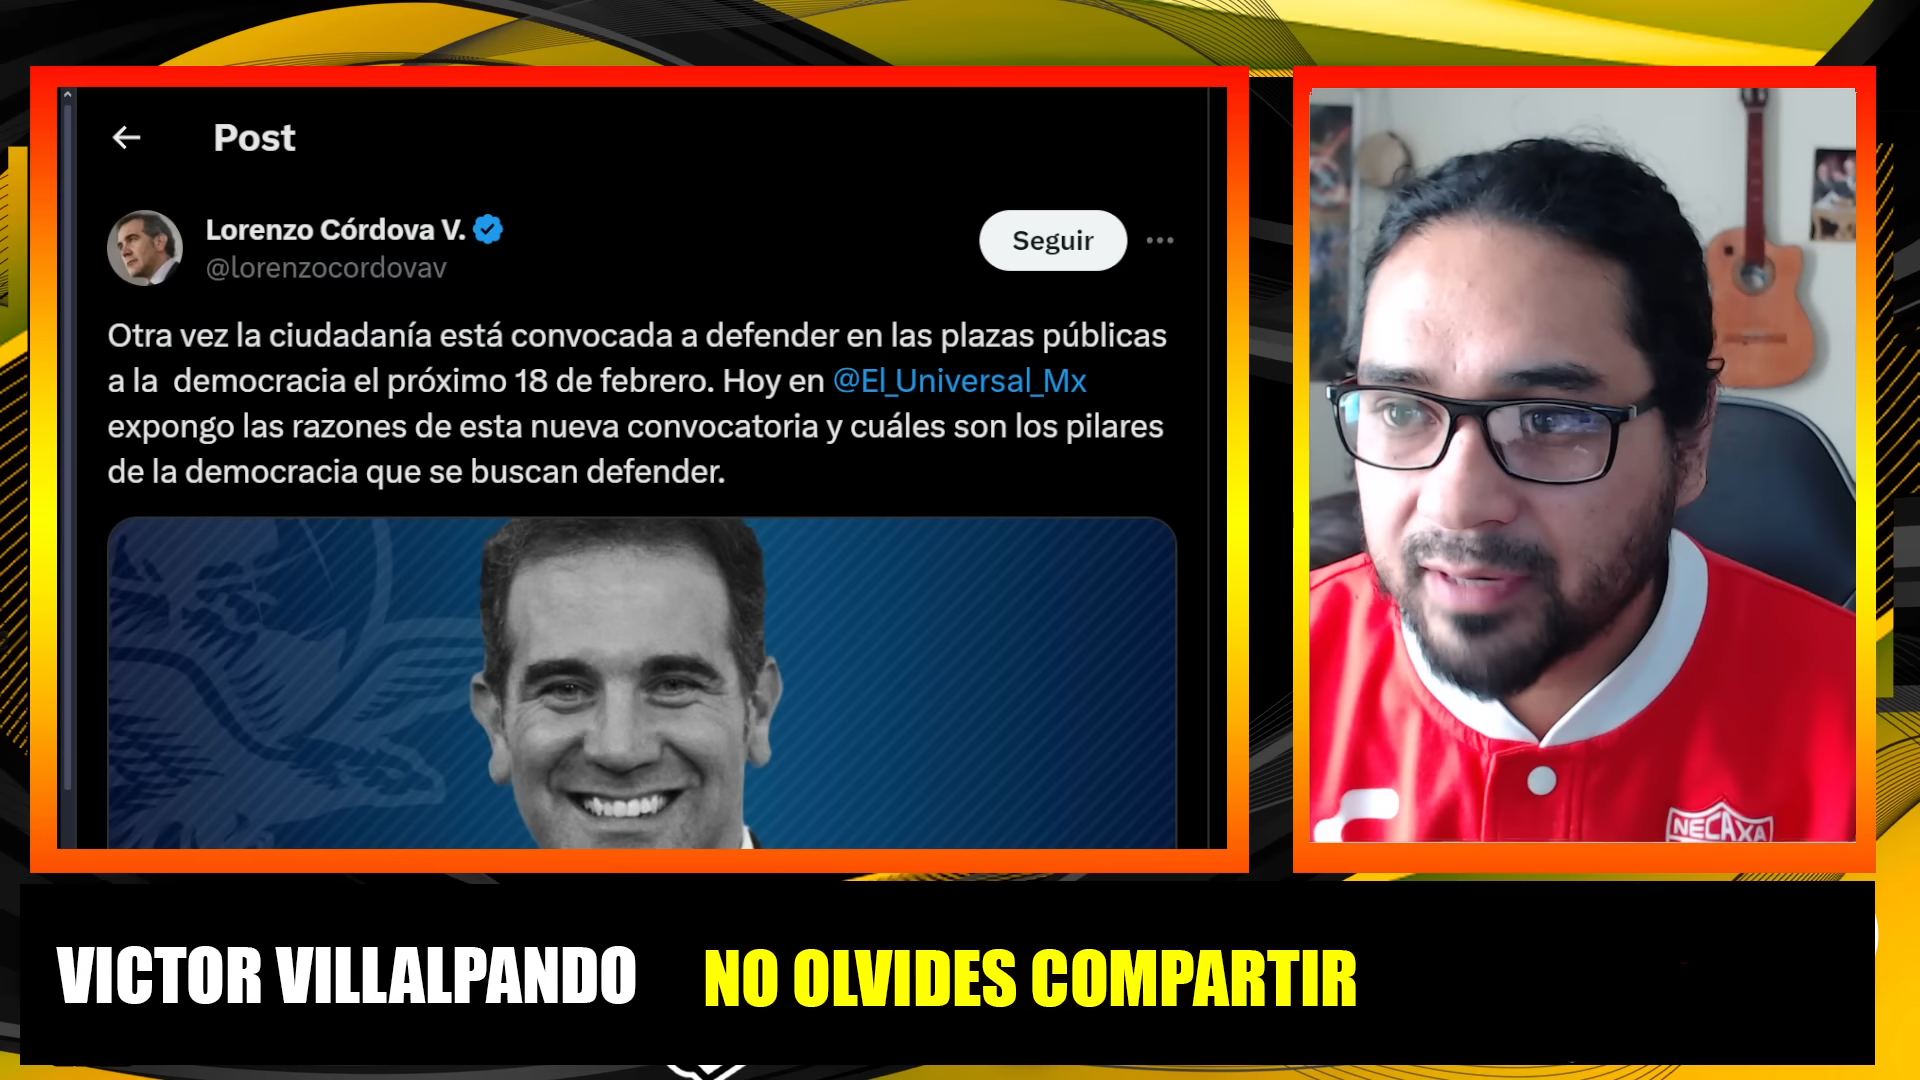 Post
Lorenzo Córdova V.
@lorenzocordovav
Seguir
Otra vez la ciudadanía está convocada a defender en las plazas públicas
a la democracia el próximo 18 de febrero. Hoy en @El_Universal_Mx
expongo las razones de esta nueva convocatoria y cuáles son los pilares
de la democracia que se buscan defender.
NECAXA
VICTOR VILLALPANDO
NO OLVIDES COMPARTIR